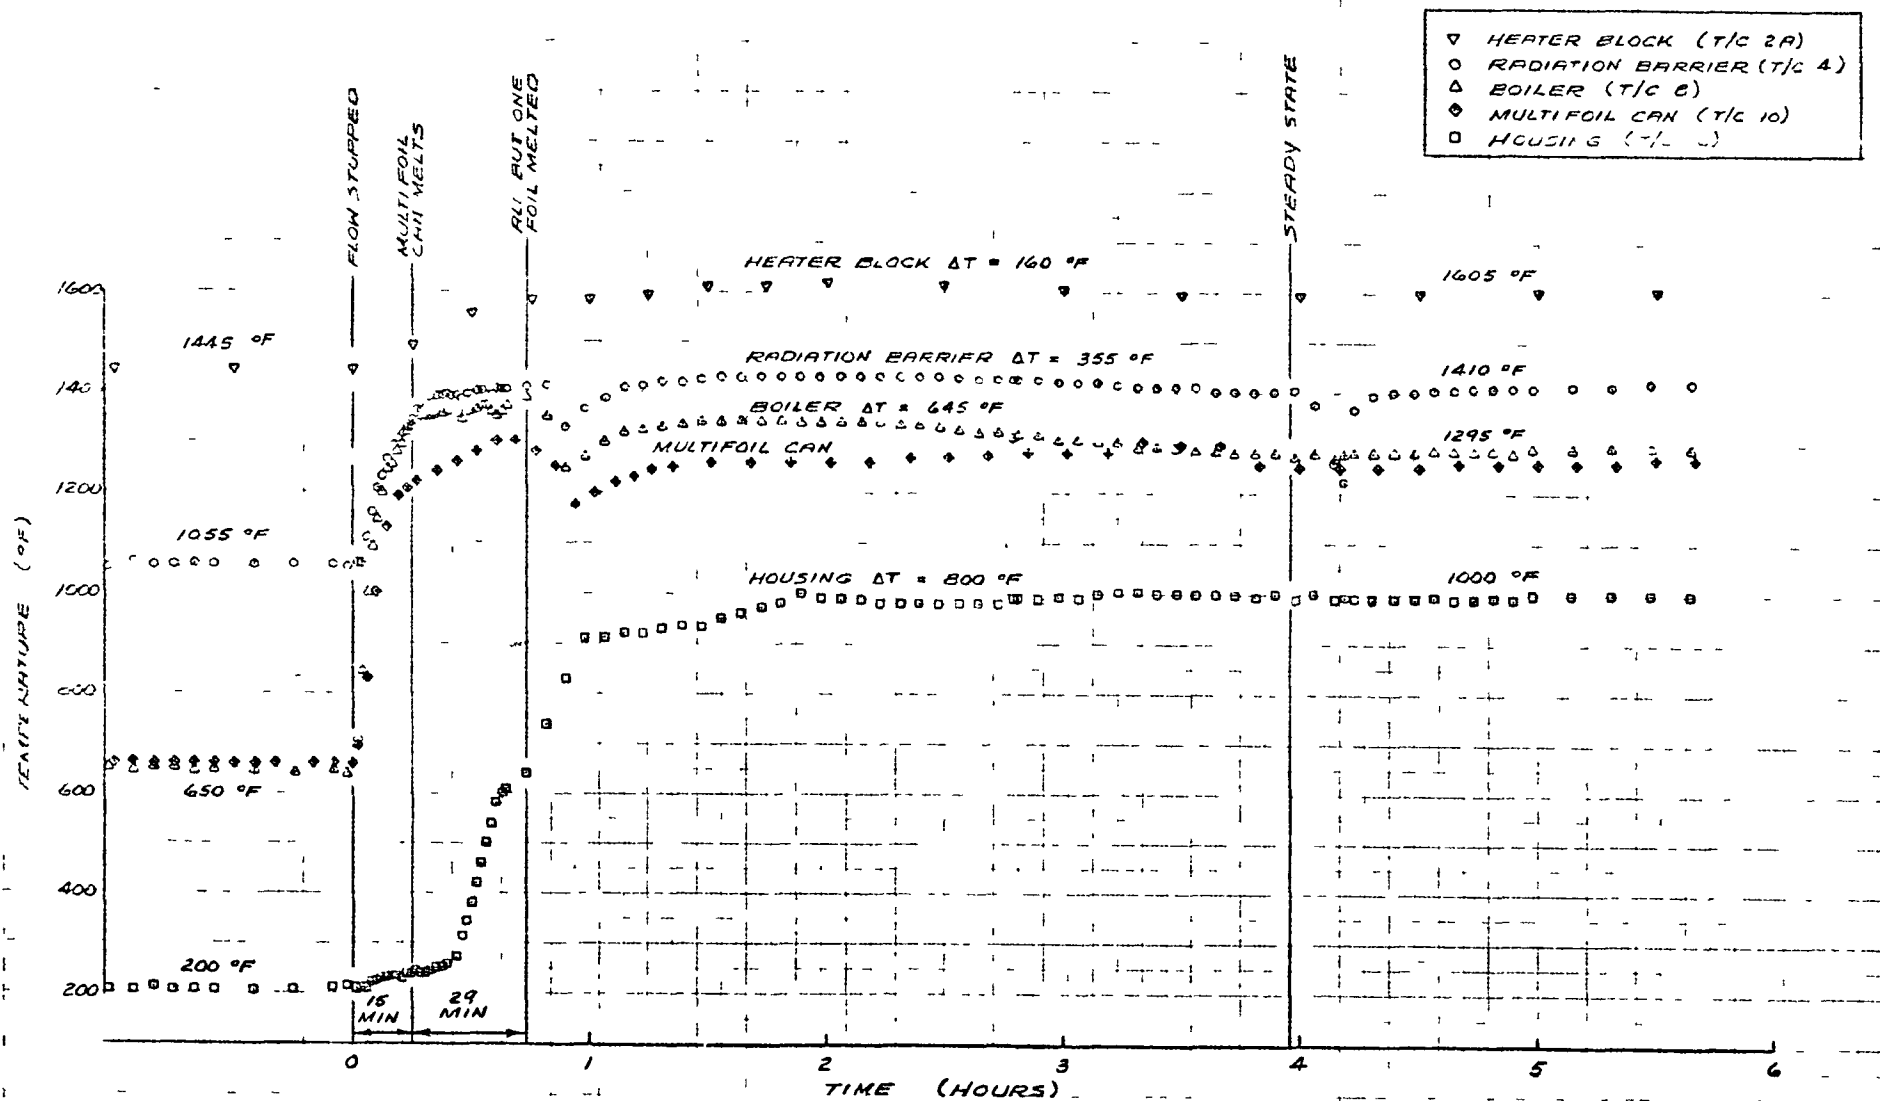 HEATER BLOCK (T/C 2A)
RADIATION BARRIER (T/C 4)
BOILER (T/C 8)
MULTIFOIL CAN (T/C 10)
HOUSING
FLOW STOPPED
MULTIFOIL
CAN MELTS
ALL BUT ONE
FOIL MELTED
STEADY STATE
HEATER BLOCK ΔT = 160 °F
1605 °F
1445 °F
RADIATION BARRIER ΔT = 355 °F
1410 °F
BOILER ΔT = 645 °F
1295 °F
MULTIFOIL CAN
1055 °F
HOUSING ΔT = 800 °F
1000 °F
650 °F
200 °F
15
MIN
29
MIN
1600
1200
1000
600
400
200
TEMPERATURE (°F)
0 1 2 3 4 5 6
TIME (HOURS)